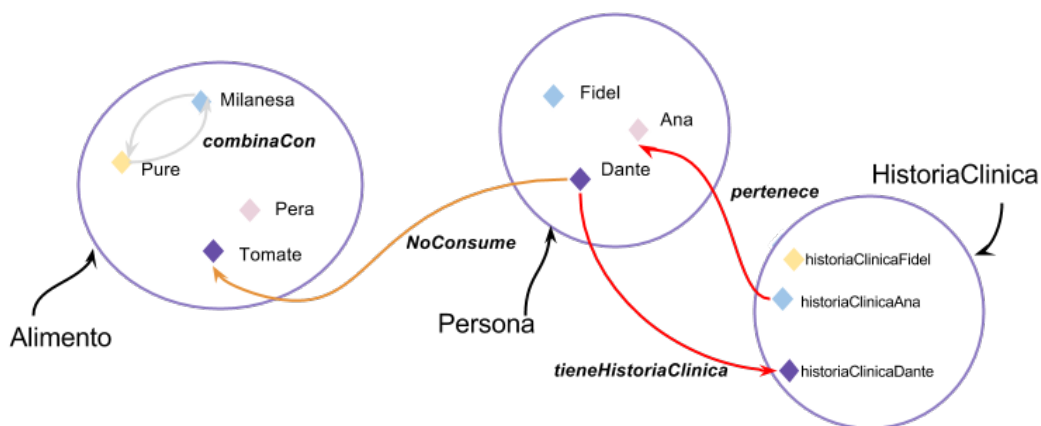 Milanesa
combinaCon
Pure
Pera
Tomate
Alimento
Fidel
Ana
Dante
NoConsume
Persona
pertenece
tieneHistoriaClinica
HistoriaClinica
historiaClinicaFidel
historiaClinicaAna
historiaClinicaDante